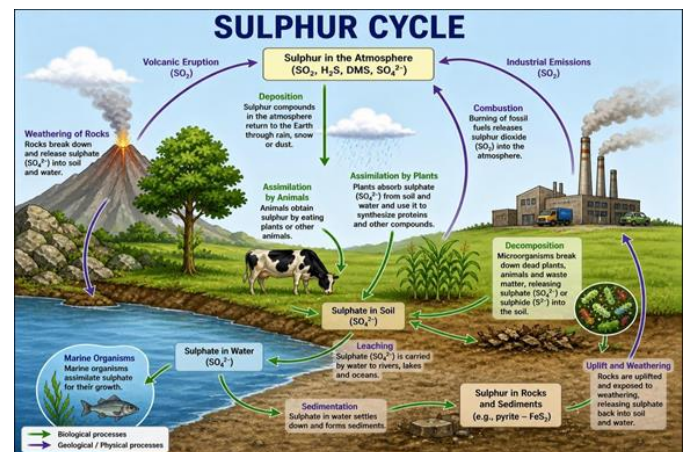 SULPHUR CYCLE
Volcanic Eruption
(SO₂)
Sulphur in the Atmosphere
(SO₂, H₂S, DMS, SO₄²⁻)
Industrial Emissions
(SO₂)
Deposition
Sulphur compounds
in the atmosphere
return to the Earth
through rain, snow
or dust.
Combustion
Burning of fossil
fuels releases
sulphur dioxide
(SO₂) into the
atmosphere.
Weathering of Rocks
Rocks break down
and release sulphate
(SO₄²⁻) into soil
and water.
Assimilation
by Animals
Animals obtain
sulphur by eating
plants or other
animals.
Assimilation by Plants
Plants absorb sulphate
(SO₄²⁻) from soil and
water and use it to
synthesize proteins
and other compounds.
Decomposition
Microorganisms break
down dead plants,
animals and waste
matter, releasing
sulphate (SO₄²⁻) or
sulphide (S²⁻) into
the soil.
Sulphate in Soil
(SO₄²⁻)
Leaching
Sulphate (SO₄²⁻) is carried
by water to rivers, lakes
and oceans.
Sulphate in Water
(SO₄²⁻)
Marine Organisms
Marine organisms
assimilate sulphate
for their growth.
Uplift and Weathering
Rocks are uplifted
and exposed to
weathering,
releasing sulphate
back into soil
and water.
Sedimentation
Sulphate in water settles
down and forms sediments.
Sulphur in Rocks
and Sediments
(e.g., pyrite – FeS₂)
Biological processes
Geological / Physical processes